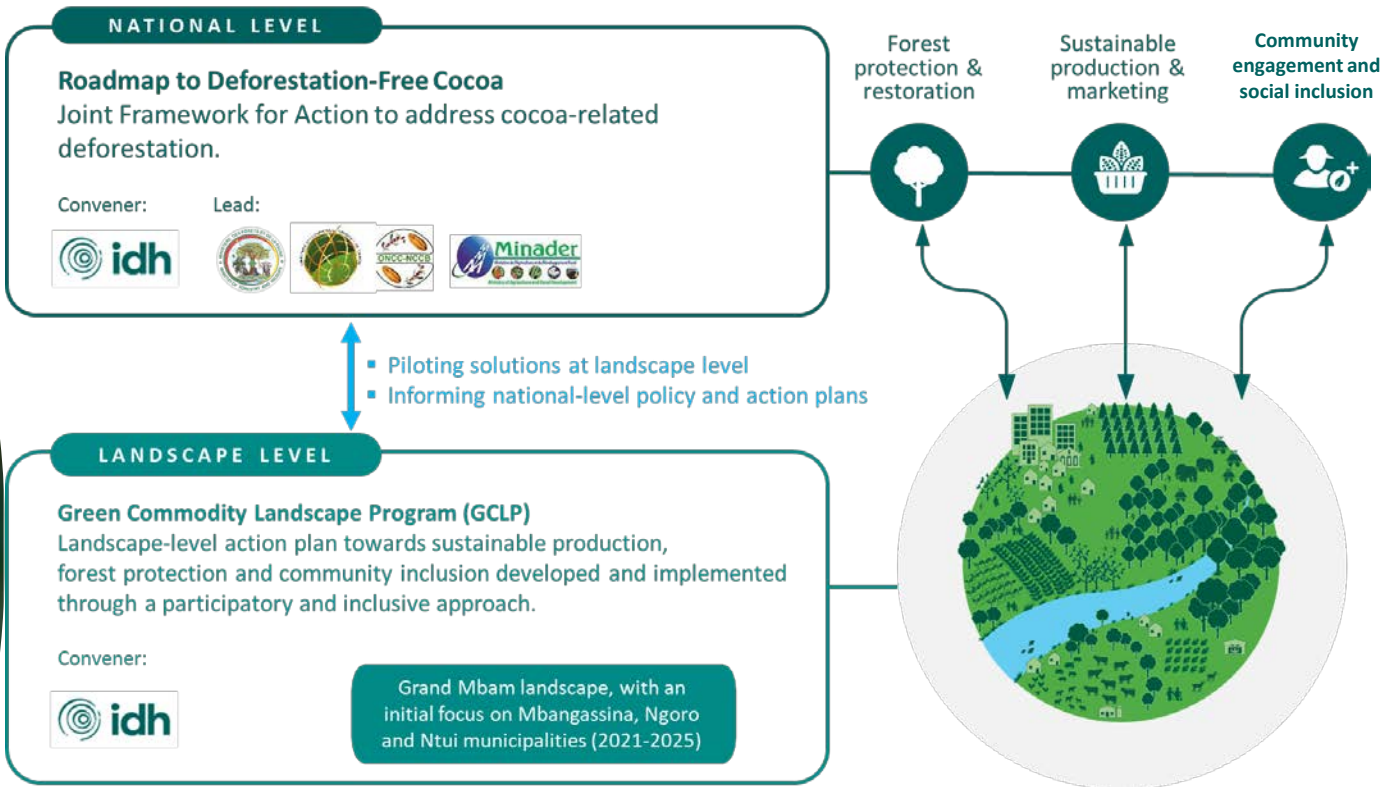 NATIONAL LEVEL
Roadmap to Deforestation-Free Cocoa
Joint Framework for Action to address cocoa-related
deforestation.
Convener:
Lead:
idh
ONCC-NCCB
Minader
Forest
protection &
restoration
Sustainable
production &
marketing
Community
engagement and
social inclusion
▪ Piloting solutions at landscape level
▪ Informing national-level policy and action plans
LANDSCAPE LEVEL
Green Commodity Landscape Program (GCLP)
Landscape-level action plan towards sustainable production,
forest protection and community inclusion developed and implemented
through a participatory and inclusive approach.
Convener:
idh
Grand Mbam landscape, with an
initial focus on Mbangassina, Ngoro
and Ntui municipalities (2021-2025)